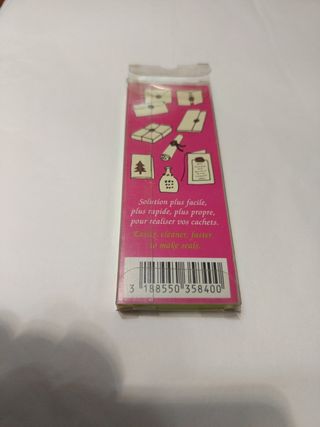 Solution plus facile,
plus rapide, plus propre,
pour réaliser vos cachets.
Easier, cleaner, faster
to make seals.
3 188550 358400